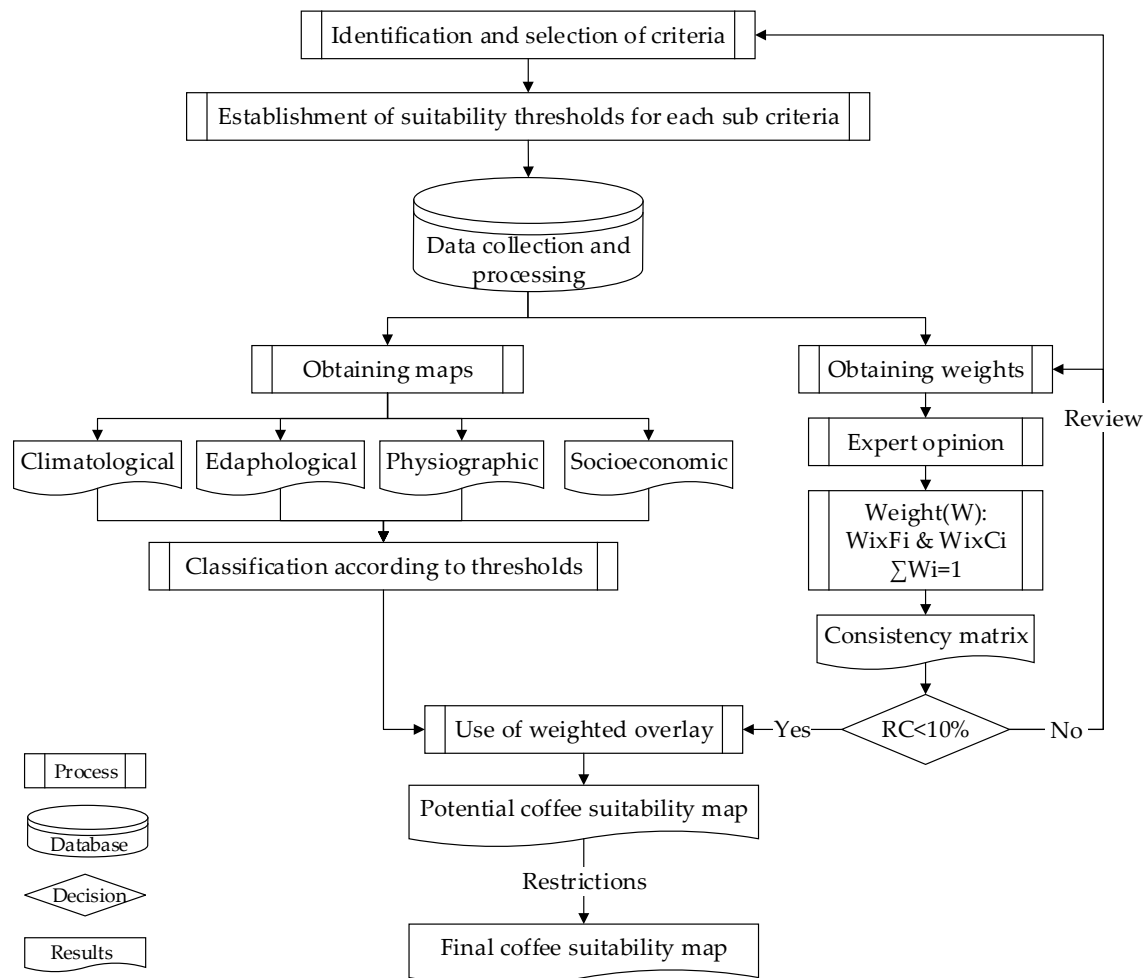 Identification and selection of criteria
Establishment of suitability thresholds for each sub criteria
Data collection and
processing
Obtaining maps
Obtaining weights
Review
Climatological
Edaphological
Physiographic
Socioeconomic
Expert opinion
Weight(W):
WixFi & WixCi
∑Wi=1
Classification according to thresholds
Consistency matrix
Use of weighted overlay
Yes
RC<10%
No
Potential coffee suitability map
Restrictions
Final coffee suitability map
Process
Database
Decision
Results